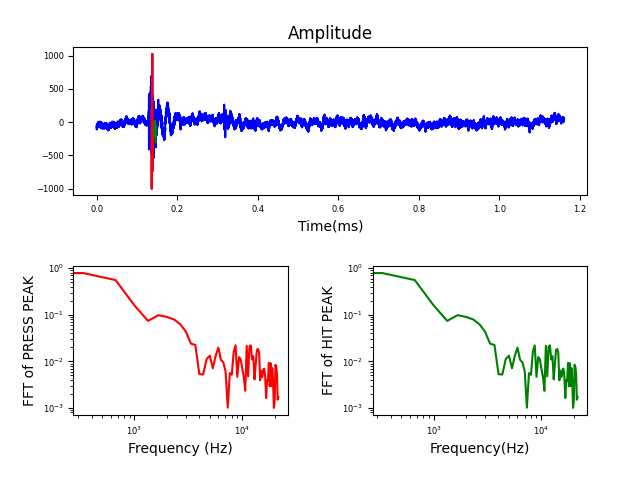 Amplitude
1000
500
0
−500
−1000
0.0 0.2 0.4 0.6 0.8 1.0 1.2
Time(ms)
FFT of PRESS PEAK
10⁰
10⁻¹
10⁻²
10⁻³
10³ 10⁴
Frequency (Hz)
FFT of HIT PEAK
10⁰
10⁻¹
10⁻²
10⁻³
10³ 10⁴
Frequency(Hz)